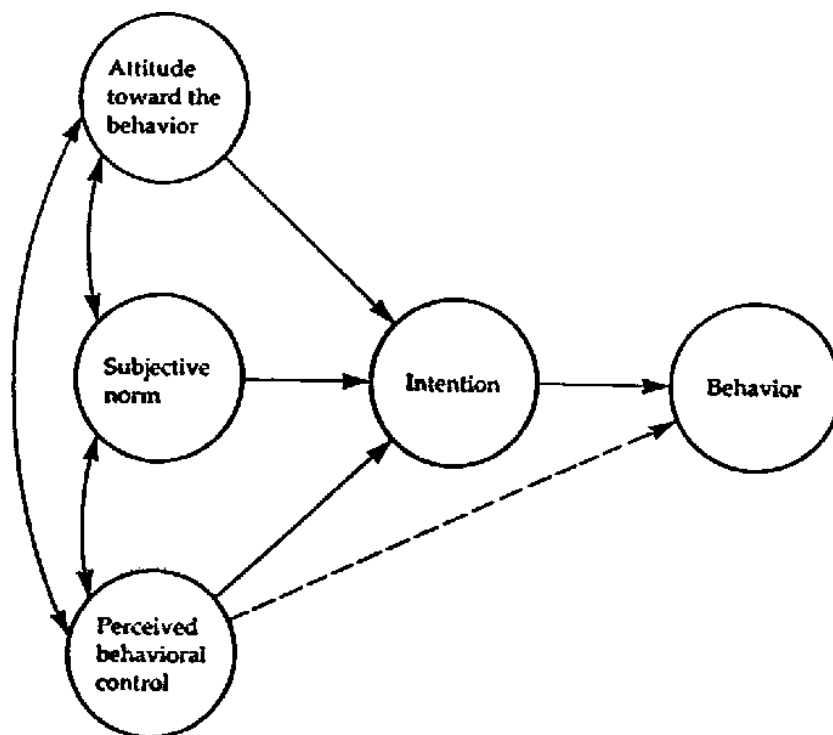 Attitude
toward the
behavior
Subjective
norm
Intention
Behavior
Perceived
behavioral
control